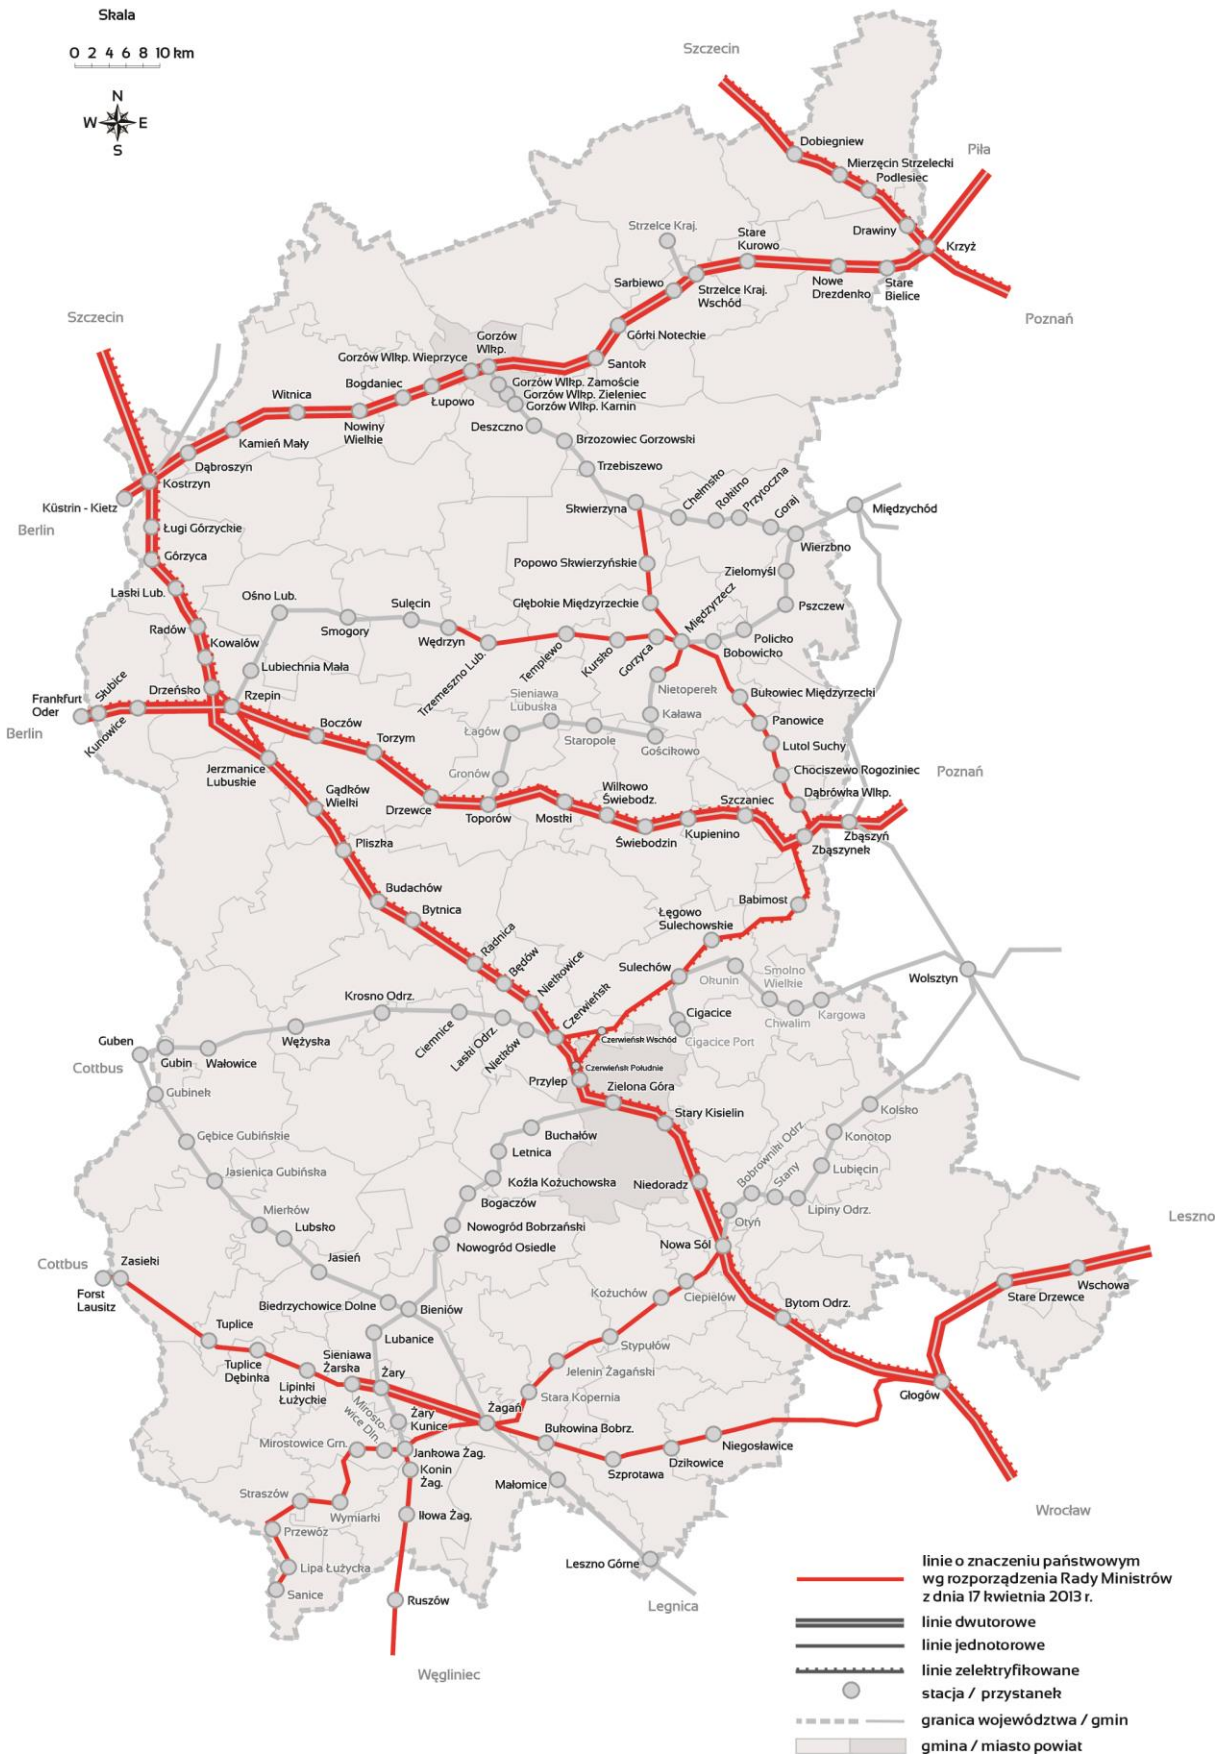 Skala
0 2 4 6 8 10 km
N
W E
S
Szczecin
Dobiegniew
Mierzęcin Strzelecki
Podlesiec
Piła
Drawiny
Krzyż
Strzelce Kraj.
Stare
Kurowo
Sarbiewo
Strzelce Kraj.
Wschód
Nowe
Drezdenko
Stare
Bielice
Poznań
Szczecin
Górki Noteckie
Gorzów
Wlkp.
Gorzów Wlkp. Wieprzyce
Santok
Bogdaniec
Gorzów Wlkp. Zamoście
Gorzów Wlkp. Zieleniec
Gorzów Wlkp. Karnin
Witnica
Łupowo
Nowiny
Wielkie
Kamień Mały
Deszczno
Brzozowiec Gorzowski
Dąbroszyn
Trzebiszewo
Kostrzyn
Küstrin - Kietz
Skwierzyna
Chełmsko
Rokitno
Przytoczna
Goraj
Międzychód
Berlin
Ługi Górzyckie
Wierzbno
Górzyca
Popowo Skwierzyńskie
Zielomyśl
Laski Lub.
Ośno Lub.
Sulęcin
Głębokie Międzyrzeckie
Międzyrzecz
Pszczew
Radów
Smogory
Wędrzyn
Policko
Bobowicko
Kowalów
Lubiechnia Mała
Trzemeszno Lub.
Templewo
Kursko
Gorzyca
Nietoperek
Bukowiec Międzyrzecki
Drzeńsko
Rzepin
Frankfurt
Oder
Słubice
Kunowice
Berlin
Sieniawa
Lubuska
Kaława
Panowice
Boczów
Torzym
Łagów
Staropole
Gościkowo
Lutol Suchy
Jerzmanice
Lubuskie
Gronów
Chociszewo Rogoziniec
Poznań
Gądków
Wielki
Drzewce
Toporów
Mostki
Wilkowo
Świebodz.
Świebodzin
Szczaniec
Kupienino
Dąbrówka Wlkp.
Zbąszyń
Zbąszynek
Pliszka
Budachów
Bytnica
Babimost
Łęgowo
Sulechowskie
Radnica
Będów
Nietkowice
Sulechów
Okunin
Smolno
Wielkie
Wolsztyn
Krosno Odrz.
Czerwieńsk
Cigacice
Chwalim
Kargowa
Guben
Gubin
Wałowice
Wężyska
Ciemnice
Laski Odrz.
Nietków
Czerwieńsk Wschód
Cigacice Port
Cottbus
Czerwieńsk Południe
Przylep
Zielona Góra
Gubinek
Stary Kisielin
Kolsko
Buchałów
Konotop
Gębice Gubińskie
Letnica
Bobrowniki Odrz.
Stany
Lubięcin
Jasienica Gubińska
Koźla Kożuchowska
Niedoradz
Bogaczów
Otyń
Lipiny Odrz.
Mierków
Leszno
Lubsko
Nowogród Bobrzański
Nowogród Osiedle
Nowa Sól
Cottbus
Zasieki
Jasień
Forst
Lausitz
Kożuchów
Ciepielów
Wschowa
Stare Drzewce
Biedrzychowice Dolne
Bieniów
Bytom Odrz.
Tuplice
Lubanice
Stypułów
Tuplice
Dębinka
Sieniawa
Żarska
Żary
Jelenin Żagański
Lipinki
Łużyckie
Stara Kopernia
Głogów
Mirosto-
wice Dln.
Żary
Kunice
Żagań
Bukowina Bobrz.
Mirostowice Grn.
Jankowa Żag.
Niegosławice
Konin
Żag.
Szprotawa
Dzikowice
Małomice
Straszów
Wymiarki
Iłowa Żag.
Przewóz
Wrocław
Leszno Górne
Lipa Łużycka
Sanice
Ruszów
Legnica
Węgliniec
linie o znaczeniu państwowym
wg rozporządzenia Rady Ministrów
z dnia 17 kwietnia 2013 r.
linie dwutorowe
linie jednotorowe
linie zelektryfikowane
stacja / przystanek
granica województwa / gmin
gmina / miasto powiat